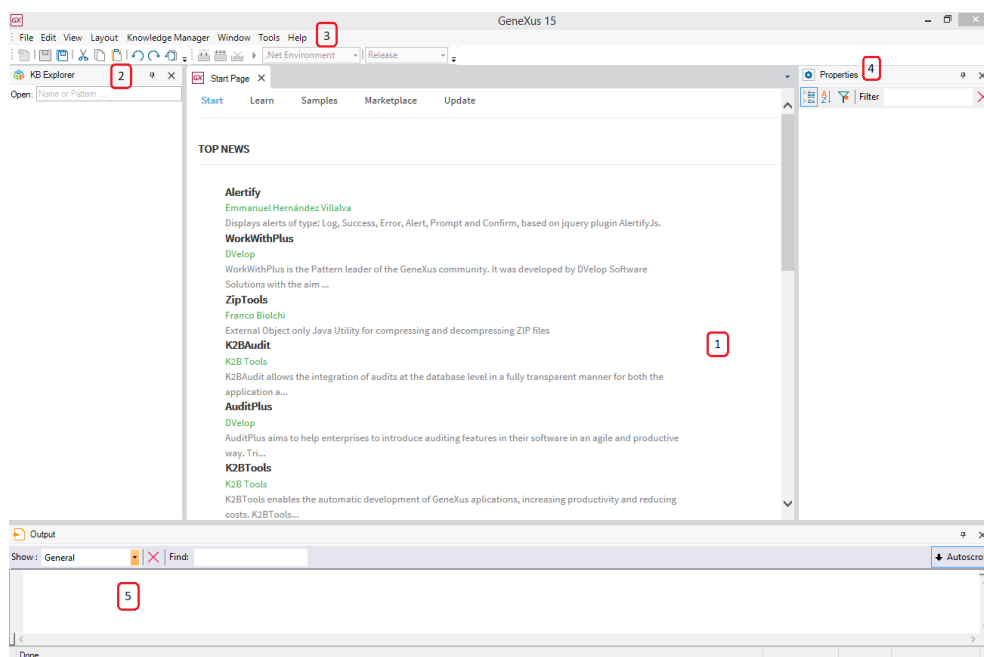 GX GeneXus 15
File Edit View Layout Knowledge Manager Window Tools Help 3
.Net Environment Release
KB Explorer 2
Open: Name or Pattern ...
GX Start Page
Start Learn Samples Marketplace Update
TOP NEWS
Alertify
Emmanuel Hernández Villalva
Displays alerts of type: Log, Success, Error, Alert, Prompt and Confirm, based on jquery plugin AlertifyJs.
WorkWithPlus
DVelop
WorkWithPlus is the Pattern leader of the GeneXus community. It was developed by DVelop Software
Solutions with the aim ...
ZipTools
Franco Biolchi
External Object only Java Utility for compressing and decompressing ZIP files
K2BAudit
K2B Tools
K2BAudit allows the integration of audits at the database level in a fully transparent manner for both the
application a...
AuditPlus
DVelop
AuditPlus aims to help enterprises to introduce auditing features in their software in an agile and productive
way. Tri...
K2BTools
K2B Tools
K2BTools enables the automatic development of GeneXus aplications, increasing productivity and reducing
costs. K2BTools...
1
Properties 4
Filter
Output
Show: General Find: Autoscro
5
Done